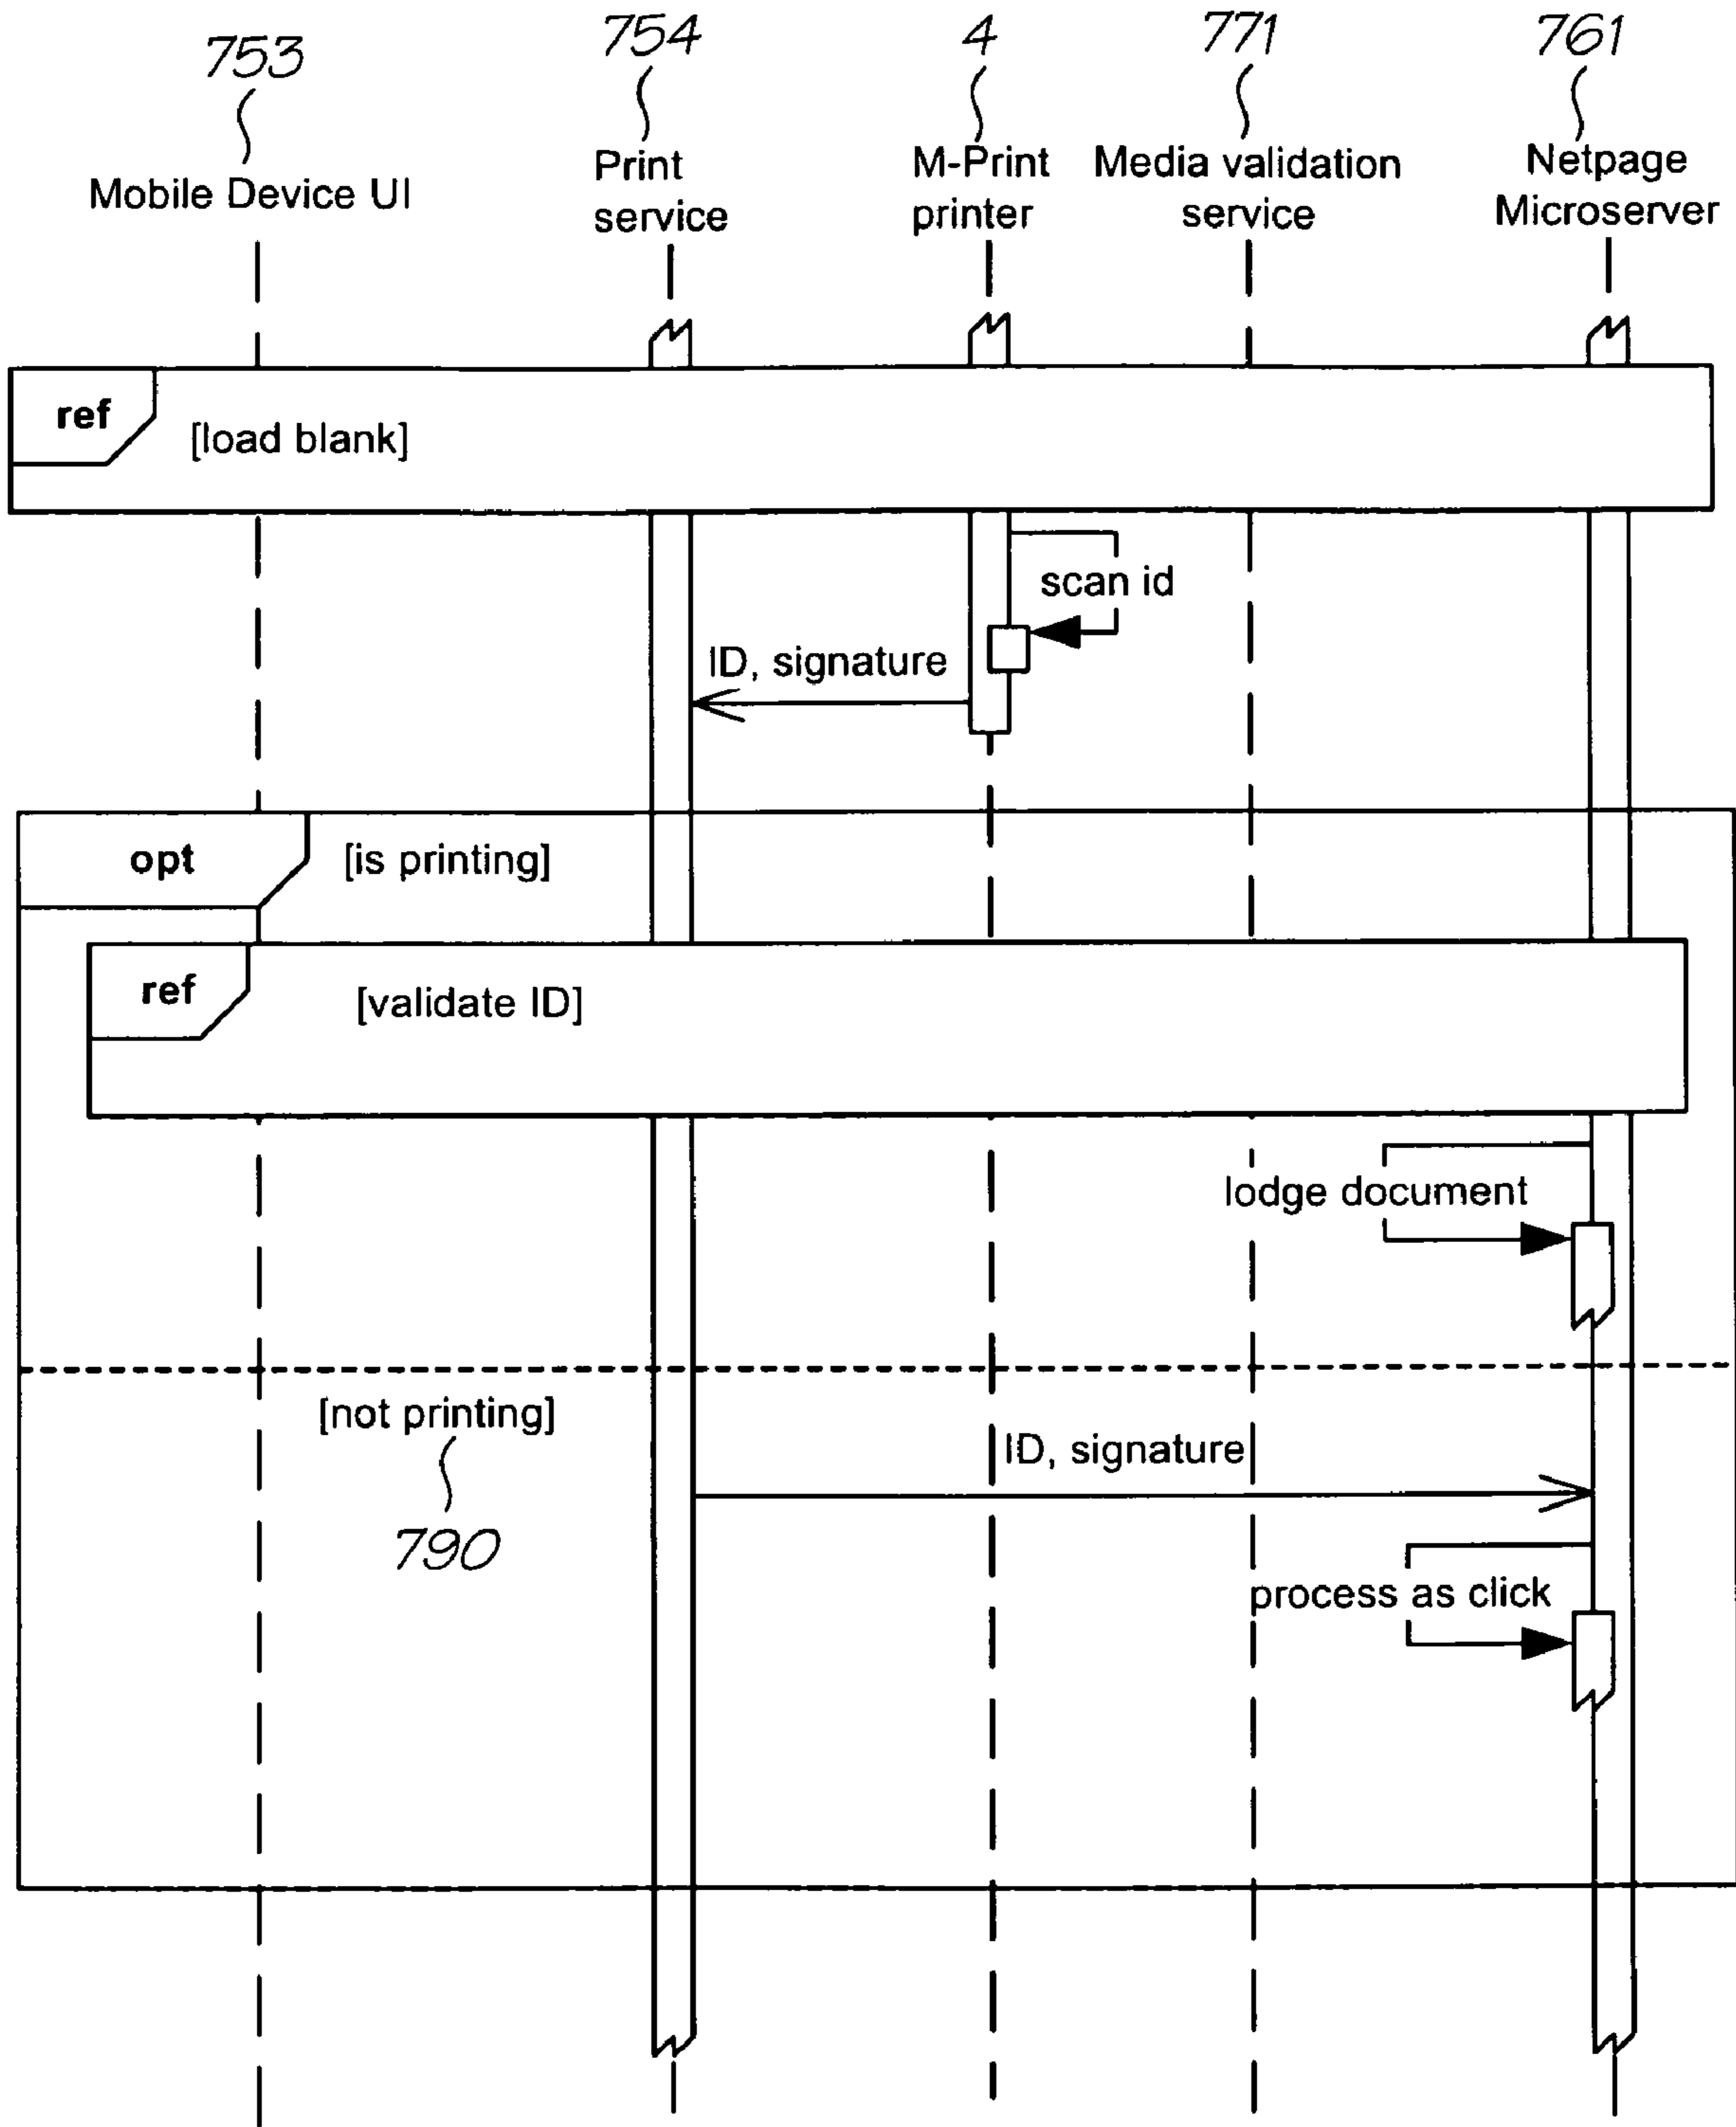 753
754
4
771
761
Mobile Device UI
Print
service
M-Print
printer
Media validation
service
Netpage
Microserver
ref
[load blank]
scan id
ID, signature
opt
[is printing]
ref
[validate ID]
lodge document
[not printing]
790
ID, signature
process as click